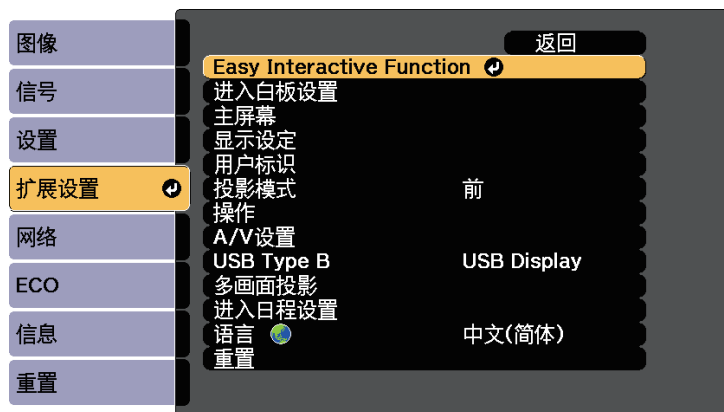 图像
信号
设置
扩展设置
网络
ECO
信息
重置
返回
Easy Interactive Function
进入白板设置
主屏幕
显示设定
用户标识
投影模式 前
操作
A/V设置
USB Type B USB Display
多画面投影
进入日程设置
语言 中文(简体)
重置